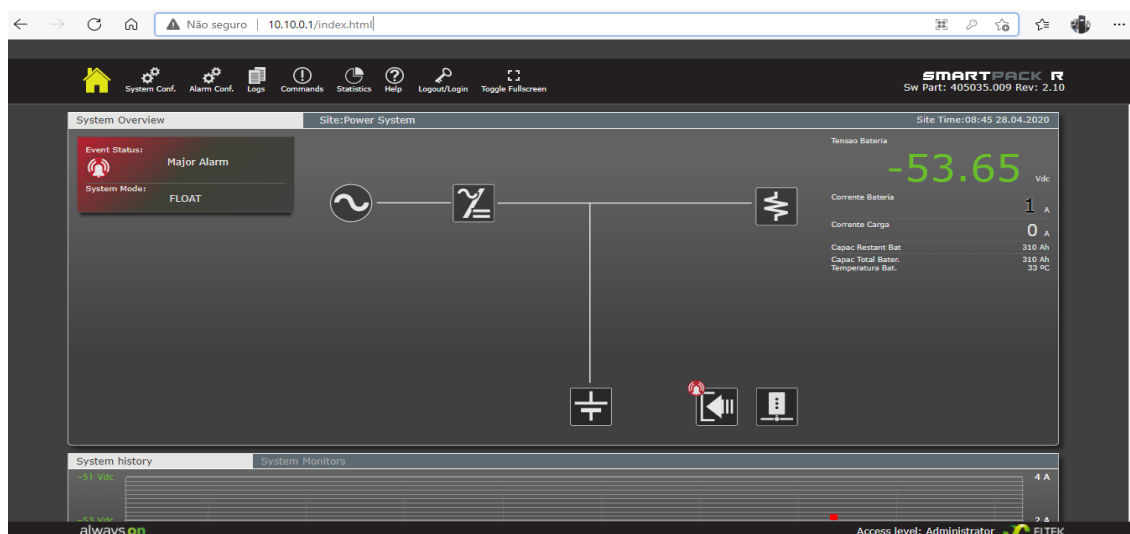 Não seguro | 10.10.0.1/index.html
SMARTPACK R
System Conf. Alarm Conf. Logs Commands Statistics Help Logout/Login Toggle Fullscreen
Sw Part: 405035.009 Rev: 2.10
System Overview
Site:Power System
Site Time:08:45 28.04.2020
Event Status:
Major Alarm
System Mode:
FLOAT
Tensao Bateria
-53.65 Vdc
Corrente Bateria
1 A
Corrente Carga
0 A
Capac Restant Bat 310 Ah
Capac Total Bater. 310 Ah
Temperatura Bat. 33 ºC
System history
System Monitors
-51 Vdc
4 A
-53 Vdc
2 A
always on
Access level: Administrator
ELTEK